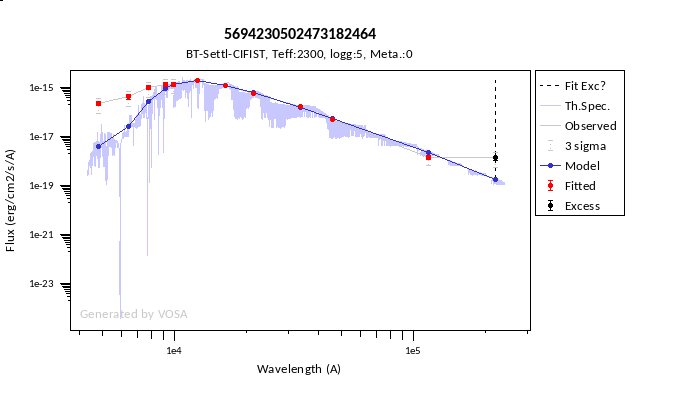 5694230502473182464
BT-Settl-CIFIST, Teff:2300, logg:5, Meta.:0
Flux (erg/cm2/s/A)
1e-15
1e-17
1e-19
1e-21
1e-23
Generated by VOSA
1e4
1e5
Wavelength (A)
Fit Exc?
Th.Spec.
Observed
3 sigma
Model
Fitted
Excess